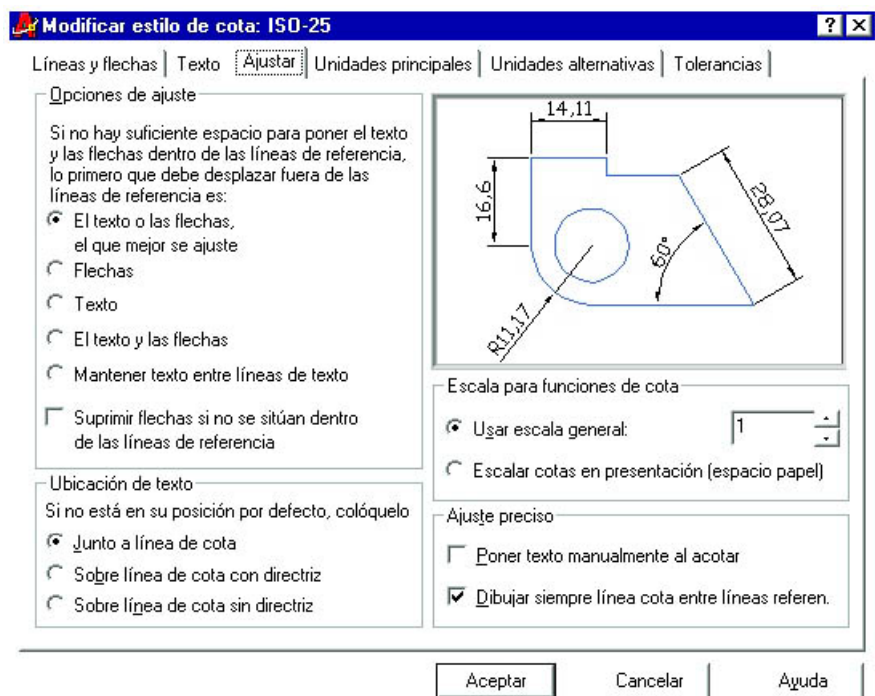 Modificar estilo de cota: ISO-25
Líneas y flechas
Texto
Ajustar
Unidades principales
Unidades alternativas
Tolerancias
Opciones de ajuste
Si no hay suficiente espacio para poner el texto
y las flechas dentro de las líneas de referencia,
lo primero que debe desplazar fuera de las
líneas de referencia es:
El texto o las flechas,
el que mejor se ajuste
Flechas
Texto
El texto y las flechas
Mantener texto entre líneas de texto
Suprimir flechas si no se sitúan dentro
de las líneas de referencia
Ubicación de texto
Si no está en su posición por defecto, colóquelo
Junto a línea de cota
Sobre línea de cota con directriz
Sobre línea de cota sin directriz
14,11
16,6
28,07
60°
R11,17
Escala para funciones de cota
Usar escala general:
1
Escalar cotas en presentación (espacio papel)
Ajuste preciso
Poner texto manualmente al acotar
Dibujar siempre línea cota entre líneas referen.
Aceptar
Cancelar
Ayuda